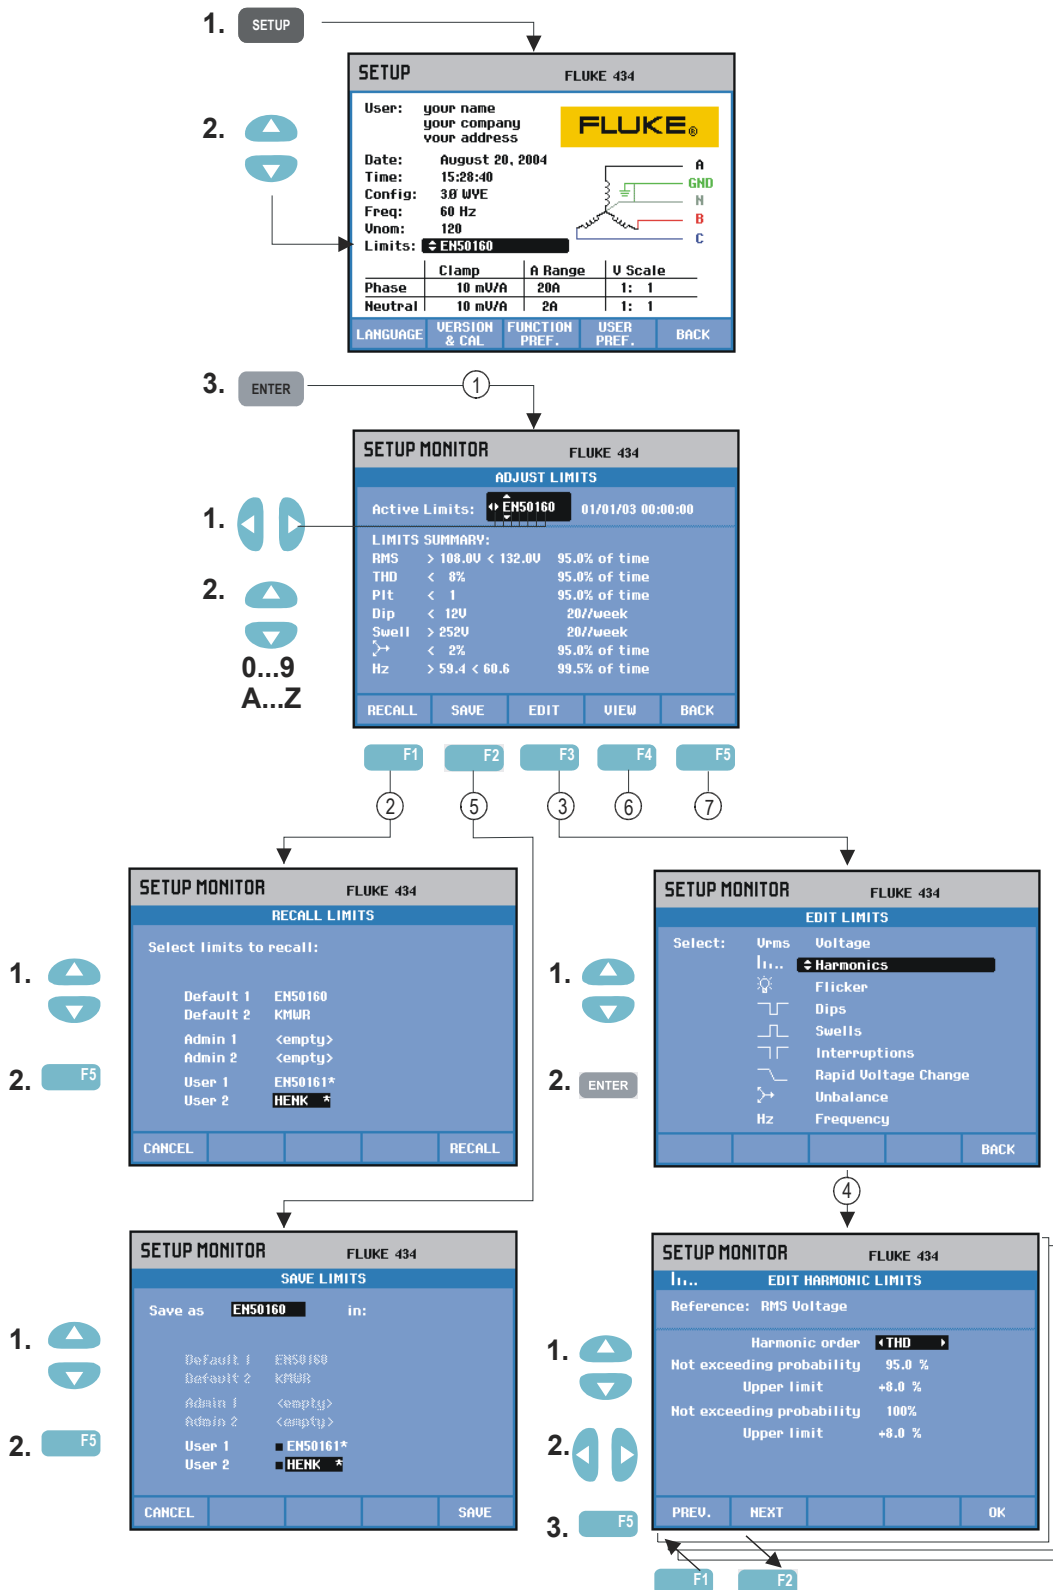 1. SETUP
SETUP FLUKE 434
User: your name
your company
your address
FLUKE®
2.
Date: August 20, 2004
Time: 15:28:40
Config: 3Ø WYE
Freq: 60 Hz
Vnom: 120
Limits: EN50160
A
GND
N
B
C
Clamp A Range V Scale
Phase 10 mV/A 20A 1: 1
Neutral 10 mV/A 2A 1: 1
LANGUAGE VERSION & CAL FUNCTION PREF. USER PREF. BACK
3. ENTER 1
SETUP MONITOR FLUKE 434
ADJUST LIMITS
1.
Active Limits: EN50160 01/01/03 00:00:00
LIMITS SUMMARY:
RMS > 108.0V < 132.0V 95.0% of time
THD < 8% 95.0% of time
2.
Plt < 1 95.0% of time
Dip < 12V 20//week
Swell > 252V 20//week
< 2% 95.0% of time
Hz > 59.4 < 60.6 99.5% of time
0...9
A...Z
RECALL SAVE EDIT VIEW BACK
F1 F2 F3 F4 F5
2 5 3 6 7
SETUP MONITOR FLUKE 434
RECALL LIMITS
Select limits to recall:
1.
Default 1 EN50160
Default 2 KMWR
Admin 1 <empty>
Admin 2 <empty>
2. F5
User 1 EN50161*
User 2 HENK *
CANCEL RECALL
SETUP MONITOR FLUKE 434
EDIT LIMITS
Select: Vrms Voltage
1.
Harmonics
Flicker
Dips
Swells
Interruptions
2. ENTER
Rapid Voltage Change
Unbalance
Hz Frequency
BACK
4
SETUP MONITOR FLUKE 434
SAVE LIMITS
Save as EN50160 in:
1.
Default 1 EN50160
Default 2 KMWR
Admin 1 <empty>
Admin 2 <empty>
2. F5
User 1 EN50161*
User 2 HENK *
CANCEL SAVE
SETUP MONITOR FLUKE 434
EDIT HARMONIC LIMITS
Reference: RMS Voltage
1.
Harmonic order THD
Not exceeding probability 95.0 %
Upper limit +8.0 %
Not exceeding probability 100%
Upper limit +8.0 %
2.
3. F5
PREV. NEXT OK
F1 F2